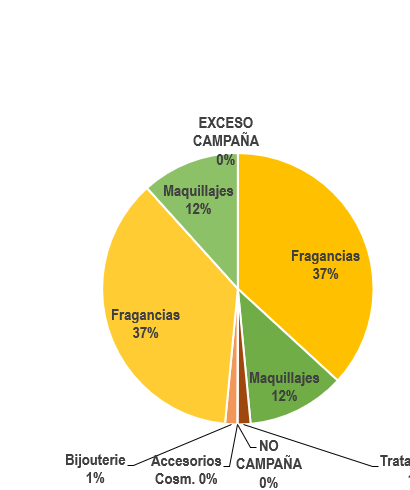 EXCESO
CAMPAÑA
0%
Maquillajes
12%
Fragancias
37%
Fragancias
37%
Maquillajes
12%
Bijouterie
1%
Accesorios
Cosm. 0%
NO
CAMPAÑA
0%